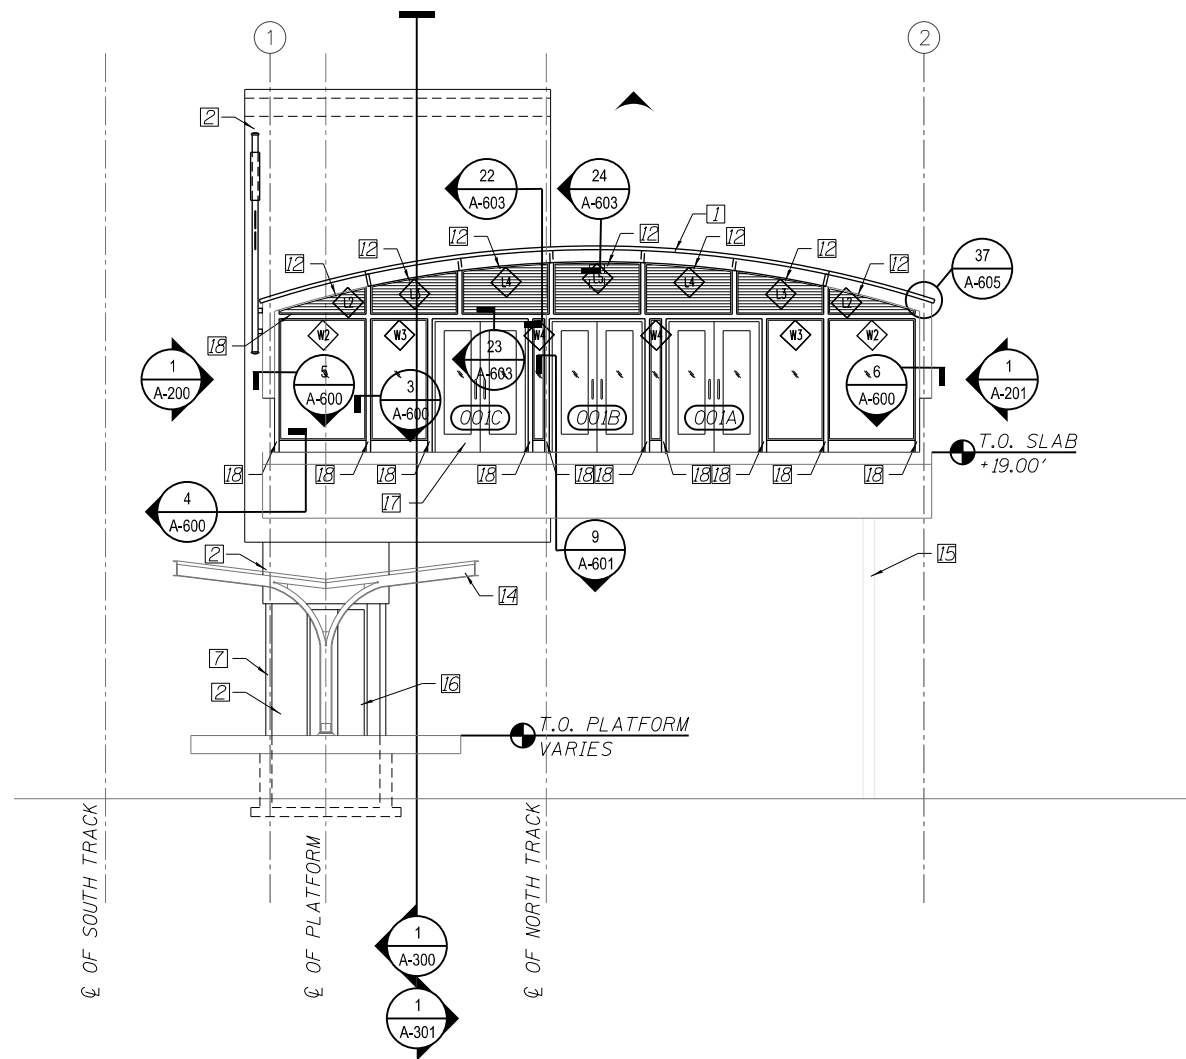 1
2
2
22
A-603
24
A-603
1
12
12
12
12
12
12
12
37
A-605
L2
L3
L4
L5
L4
L3
L2
18
W2
W3
W4
W4
W3
W2
1
A-200
5
A-600
3
A-600
23
A-603
6
A-600
1
A-201
001C
001B
001A
T.O. SLAB
+19.00'
18
18
18
18
18
18
18
18
18
17
4
A-600
9
A-601
2
15
14
7
2
16
T.O. PLATFORM
VARIES
℄ OF SOUTH TRACK
℄ OF PLATFORM
℄ OF NORTH TRACK
1
A-300
1
A-301